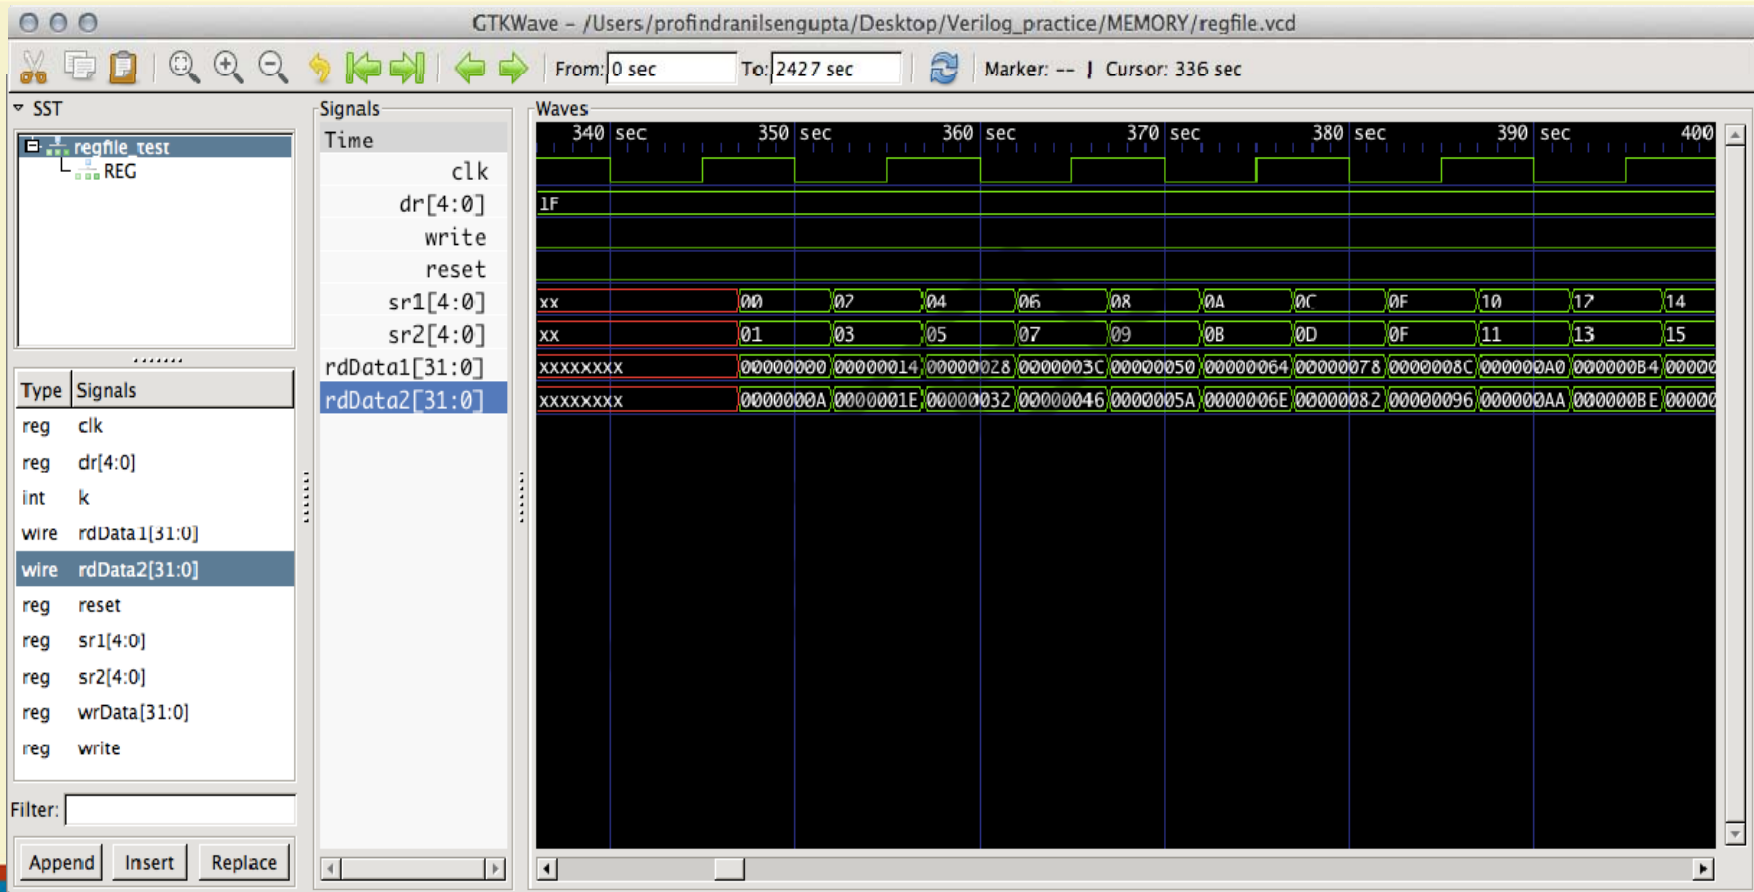 GTKWave - /Users/profindranilsengupta/Desktop/Verilog_practice/MEMORY/regfile.vcd
From: 0 sec To: 2427 sec Marker: -- | Cursor: 336 sec
SST
regfile_test
REG
Type Signals
reg clk
reg dr[4:0]
int k
wire rdData1[31:0]
wire rdData2[31:0]
reg reset
reg sr1[4:0]
reg sr2[4:0]
reg wrData[31:0]
reg write
Filter:
Append Insert Replace
Signals
Time
clk
dr[4:0]
write
reset
sr1[4:0]
sr2[4:0]
rdData1[31:0]
rdData2[31:0]
Waves
340 sec 350 sec 360 sec 370 sec 380 sec 390 sec 400
1F
xx 00 02 04 06 08 0A 0C 0F 10 12 14
xx 01 03 05 07 09 0B 0D 0F 11 13 15
xxxxxxxx 00000000 00000014 00000028 0000003C 00000050 00000064 00000078 0000008C 000000A0 000000B4 00000
xxxxxxxx 0000000A 0000001E 00000032 00000046 0000005A 0000006E 00000082 00000096 000000AA 000000BE 00000